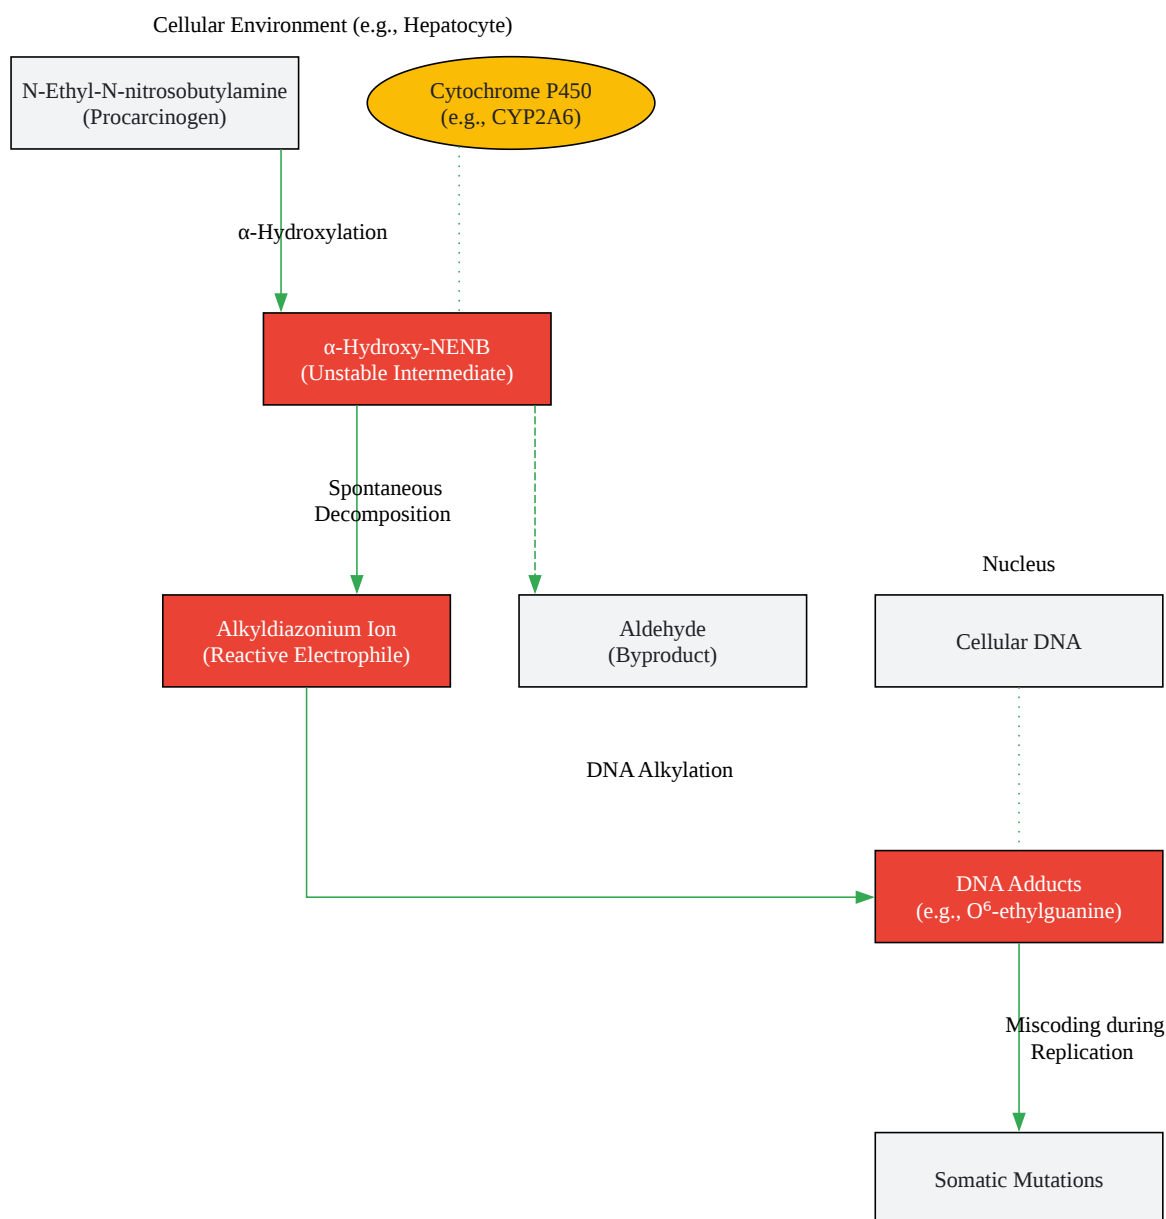 Cellular Environment (e.g., Hepatocyte)
N-Ethyl-N-nitrosobutylamine
(Procarcinogen)
Cytochrome P450
(e.g., CYP2A6)
α-Hydroxylation
α-Hydroxy-NENB
(Unstable Intermediate)
Spontaneous
Decomposition
Nucleus
Alkyldiazonium Ion
(Reactive Electrophile)
Aldehyde
(Byproduct)
Cellular DNA
DNA Alkylation
DNA Adducts
(e.g., O⁶-ethylguanine)
Miscoding during
Replication
Somatic Mutations